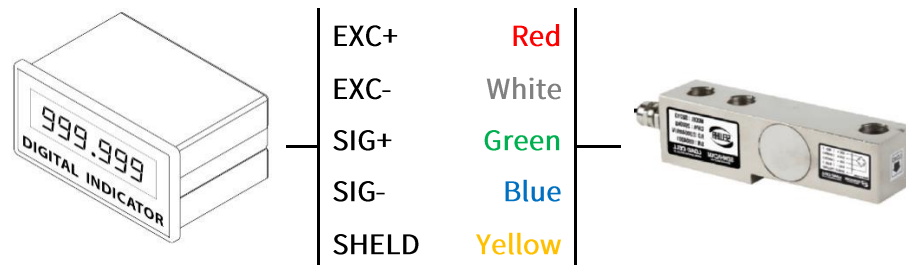 999.999
DIGITAL INDICATOR
EXC+ Red
EXC- White
SIG+ Green
SIG- Blue
SHELD Yellow